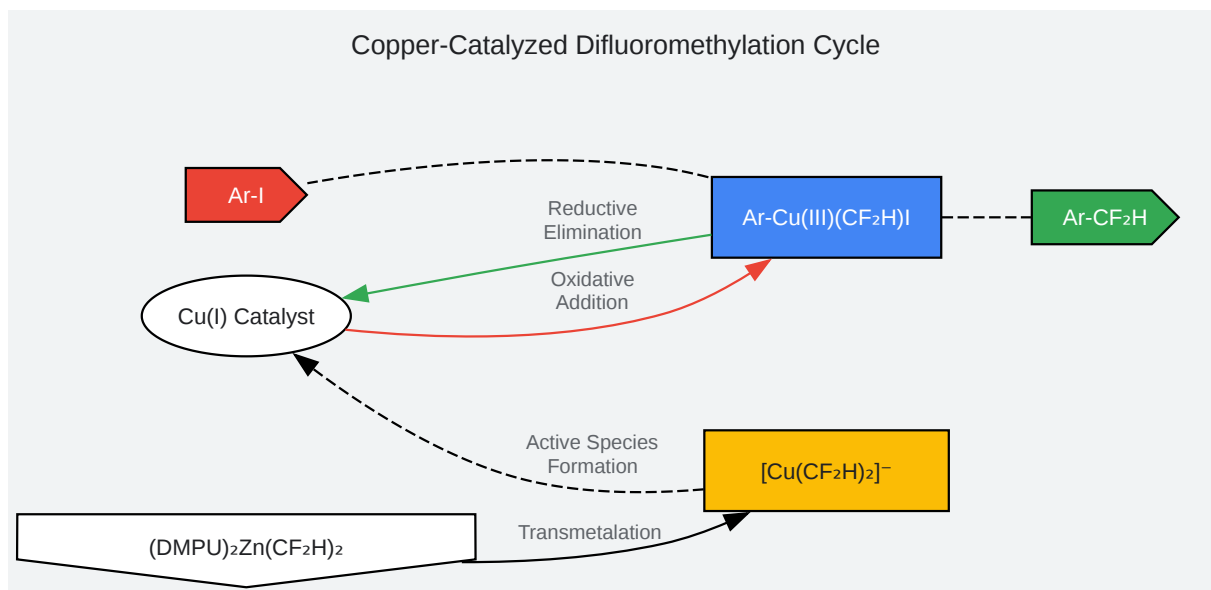 Copper-Catalyzed Difluoromethylation Cycle
Ar-I
Reductive
Elimination
Ar-Cu(III)(CF₂H)I
Ar-CF₂H
Oxidative
Addition
Cu(I) Catalyst
Active Species
Formation
[Cu(CF₂H)₂]⁻
Transmetalation
(DMPU)₂Zn(CF₂H)₂